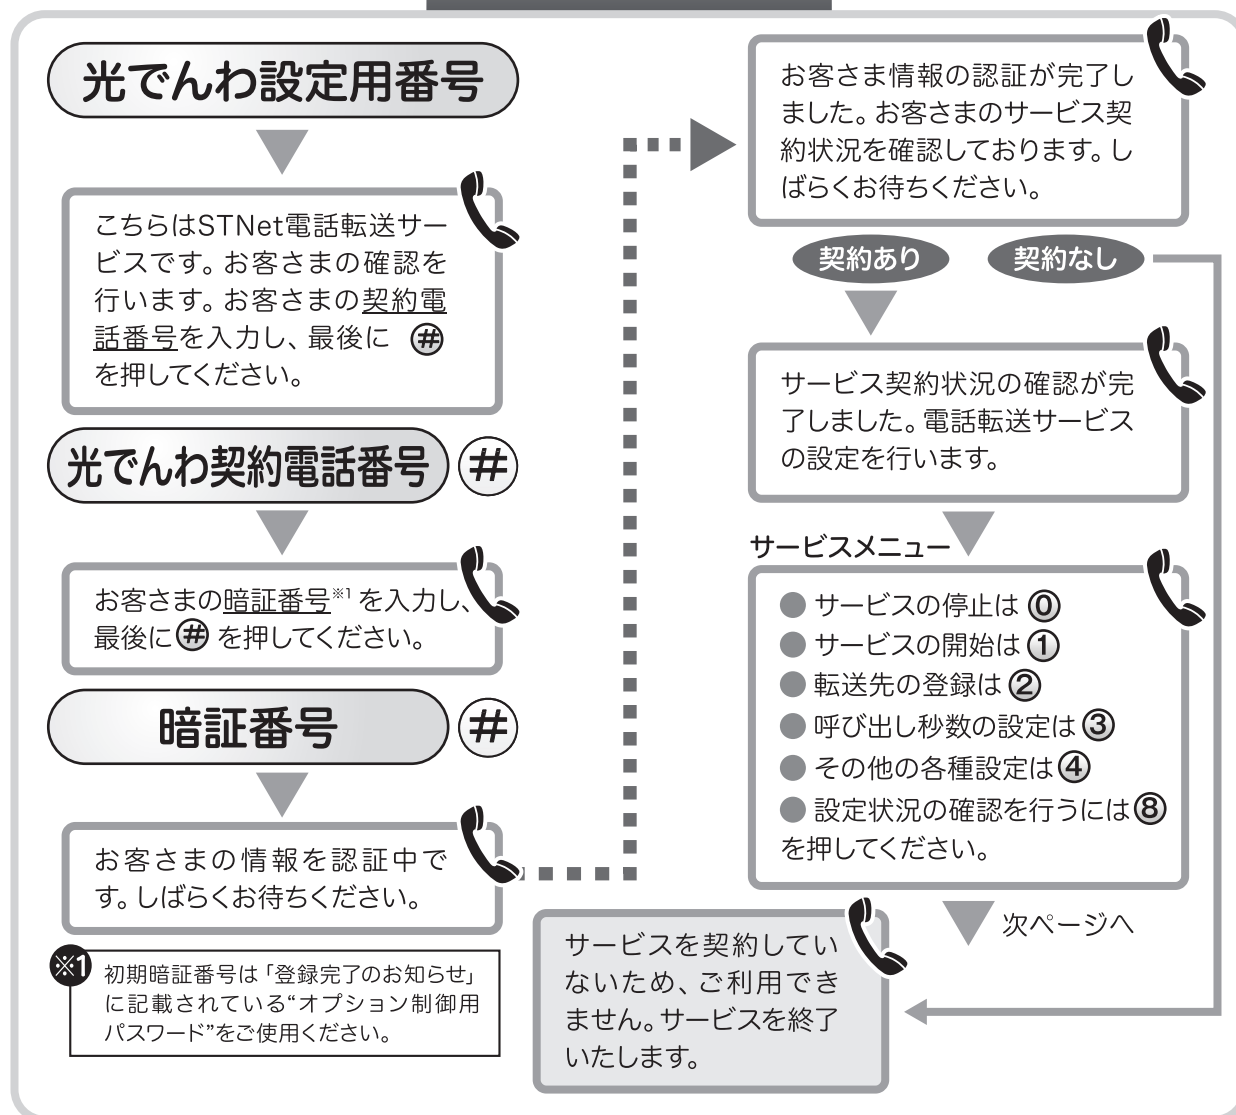 光でんわ設定用番号
こちらはSTNet電話転送サー
ビスです。お客さまの確認を
行います。お客さまの契約電
話番号を入力し、最後に #
を押してください。
光でんわ契約電話番号 #
お客さまの暗証番号※1 を入力し、
最後に # を押してください。
暗証番号 #
お客さまの情報を認証中で
す。しばらくお待ちください。
※1 初期暗証番号は「登録完了のお知らせ」
に記載されている“オプション制御用
パスワード”をご使用ください。
お客さま情報の認証が完了し
ました。お客さまのサービス契
約状況を確認しております。し
ばらくお待ちください。
契約あり 契約なし
サービス契約状況の確認が完
了しました。電話転送サービス
の設定を行います。
サービスメニュー
● サービスの停止は ⓪
● サービスの開始は ①
● 転送先の登録は ②
● 呼び出し秒数の設定は ③
● その他の各種設定は ④
● 設定状況の確認を行うには ⑧
を押してください。
次ページへ
サービスを契約してい
ないため、ご利用でき
ません。サービスを終了
いたします。